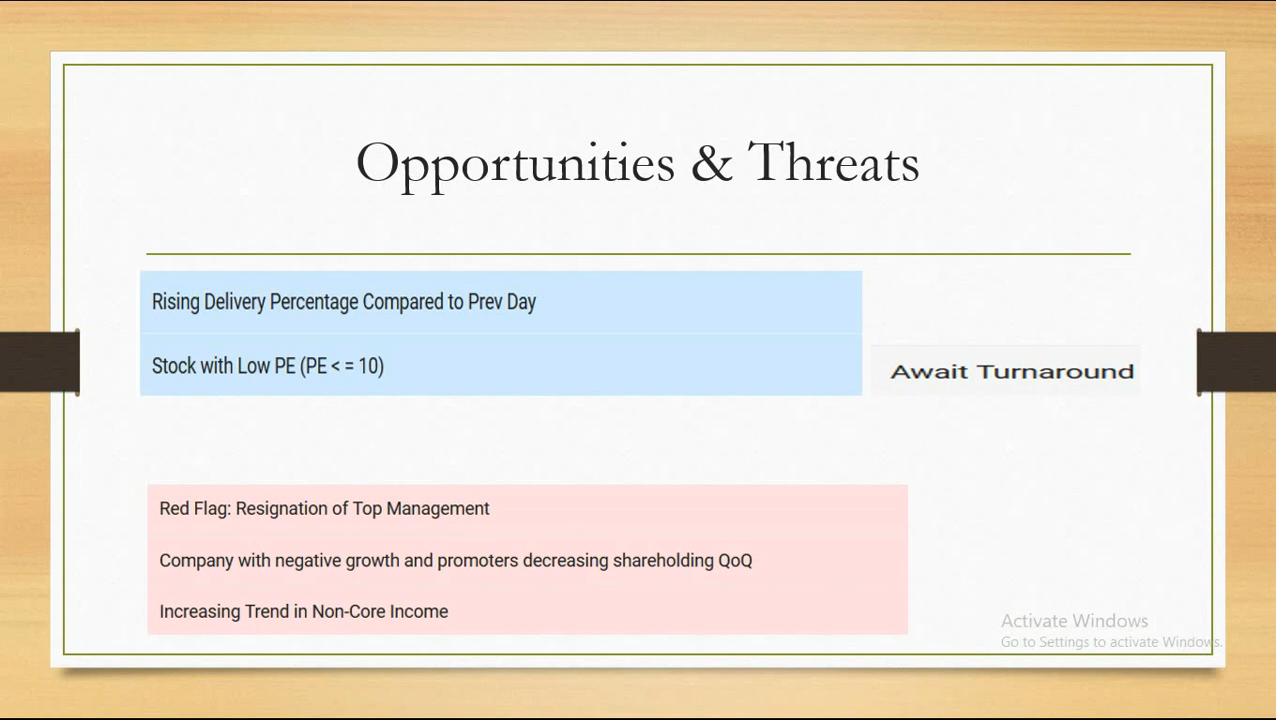 Opportunities & Threats
Rising Delivery Percentage Compared to Prev Day
Stock with Low PE (PE < = 10)
Await Turnaround
Red Flag: Resignation of Top Management
Company with negative growth and promoters decreasing shareholding QoQ
Increasing Trend in Non-Core Income
Activate Windows
Go to Settings to activate Windows.